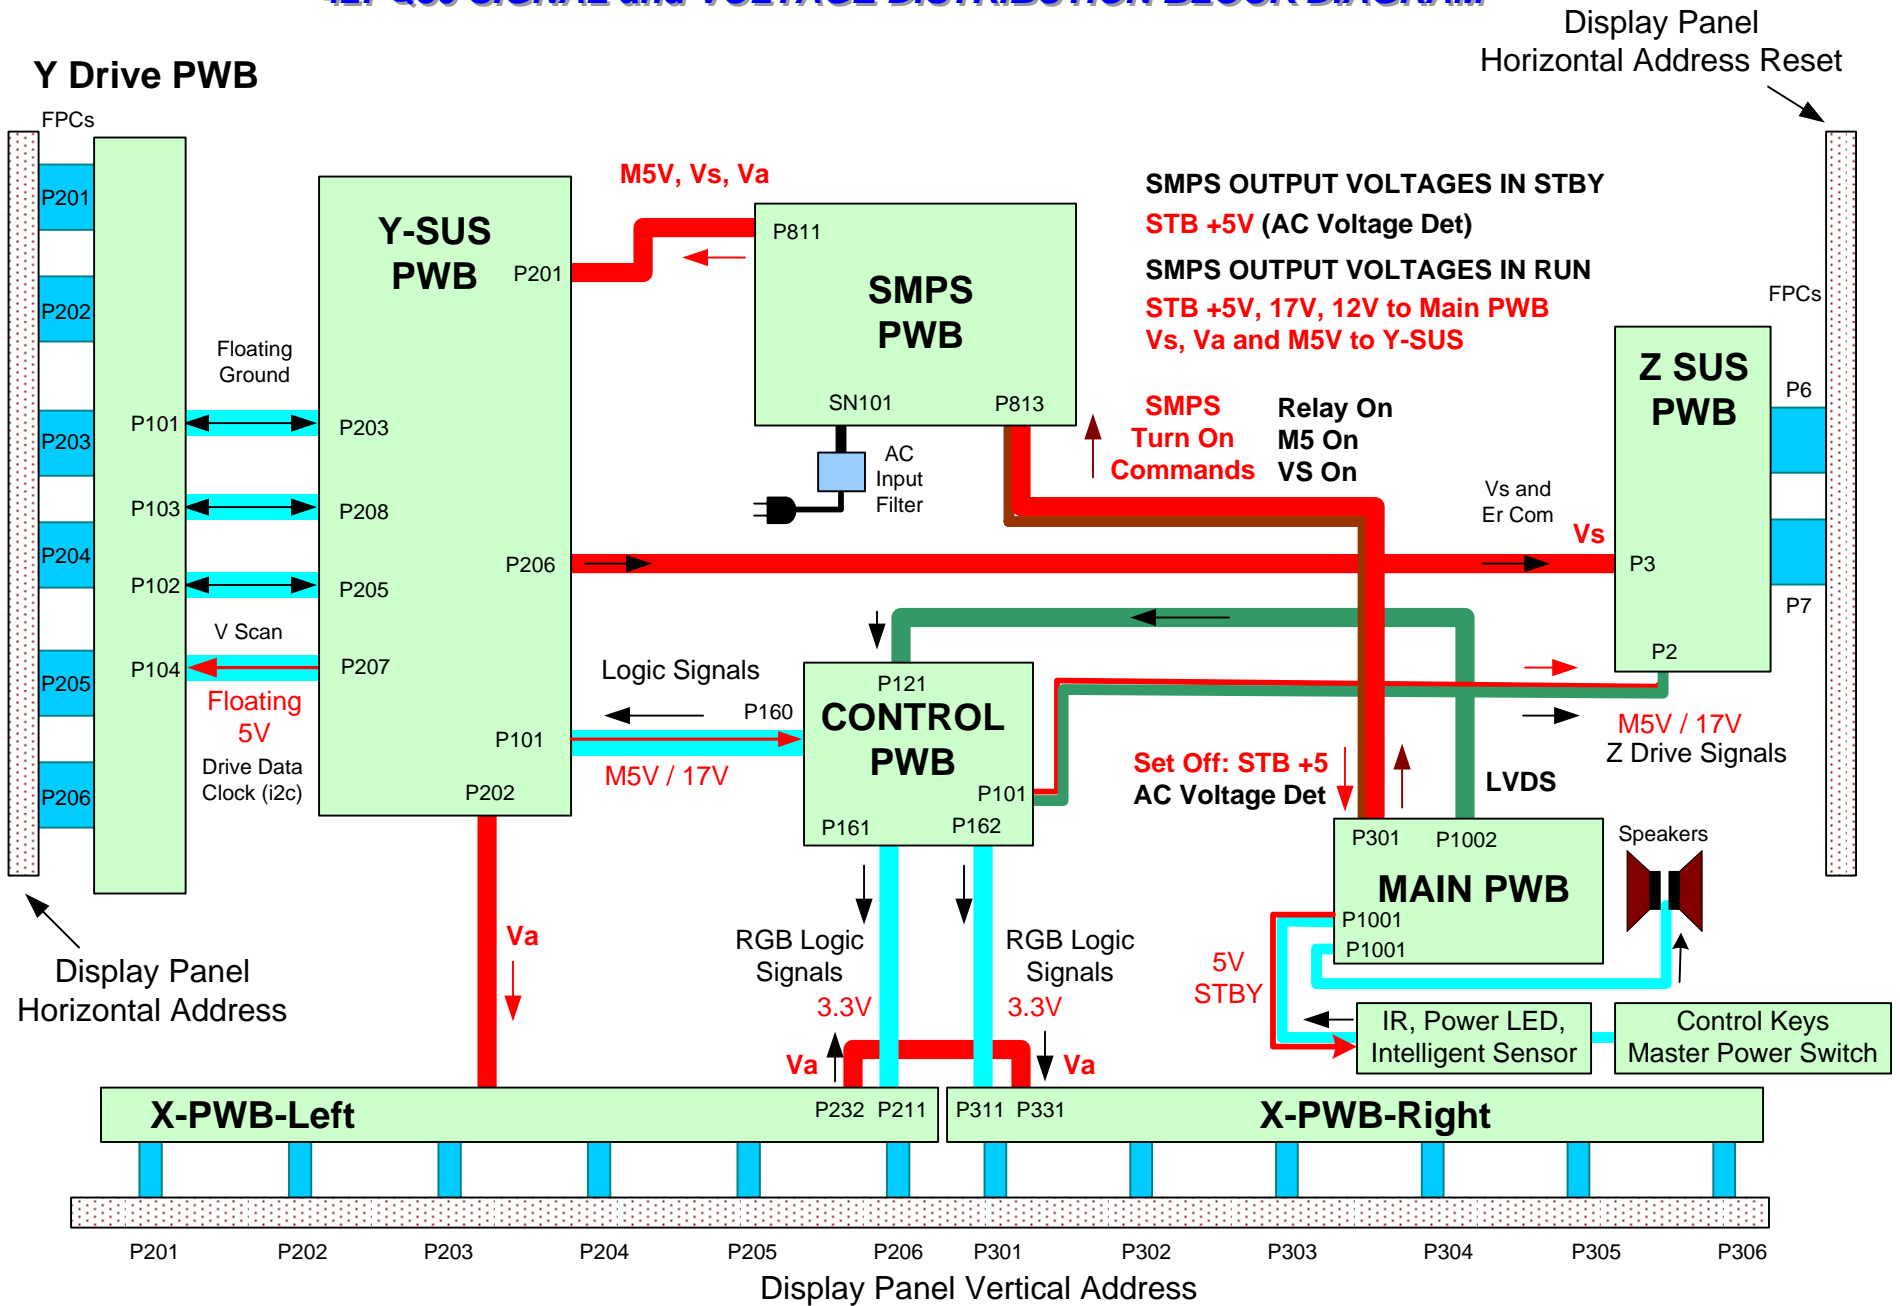 SIGNAL and VOLTAGE DISTRIBUTION BLOCK DIAGRAM
Display Panel
Horizontal Address Reset
Y Drive PWB
FPCs
P201
P202
P203
P204
P205
P206
P101
P103
P102
P104
Floating
Ground
V Scan
Floating
5V
Drive Data
Clock (i2c)
Y-SUS
PWB
P201
P203
P208
P205
P207
P206
P101
P202
M5V, Vs, Va
P811
SMPS
PWB
SN101
P813
AC
Input
Filter
SMPS OUTPUT VOLTAGES IN STBY
STB +5V (AC Voltage Det)
SMPS OUTPUT VOLTAGES IN RUN
STB +5V, 17V, 12V to Main PWB
Vs, Va and M5V to Y-SUS
SMPS
Turn On
Commands
Relay On
M5 On
VS On
FPCs
Z SUS
PWB
P6
P7
P3
P2
Vs and
Er Com
Vs
Logic Signals
P160
M5V / 17V
P121
CONTROL
PWB
P101
P161
P162
M5V / 17V
Z Drive Signals
Set Off: STB +5
AC Voltage Det
LVDS
P301
P1002
MAIN PWB
P1001
P1001
Speakers
5V
STBY
IR, Power LED,
Intelligent Sensor
Control Keys
Master Power Switch
Display Panel
Horizontal Address
Va
RGB Logic
Signals
3.3V
RGB Logic
Signals
3.3V
Va
Va
X-PWB-Left
P232
P211
P311
P331
X-PWB-Right
P201
P202
P203
P204
P205
P206
P301
P302
P303
P304
P305
P306
Display Panel Vertical Address